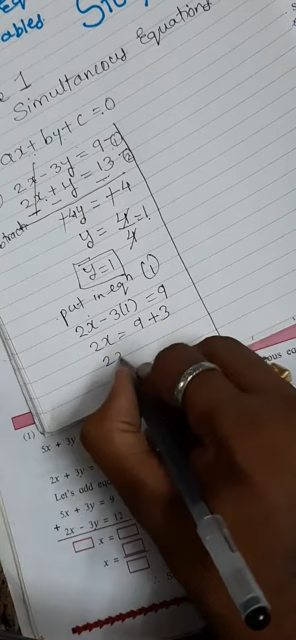 Simultaneous Equations
ax + by + c = 0
2x - 3y = 9 - ①
2x + y = 13 - ②
- - -
+4y = +4
y = 4/4 = 1
y = 1
put in eqn (1)
2x - 3(1) = 9
2x = 9 + 3
(1)
5x + 3y
2x + 3y =
Let's add
5x + 3y = 9
+ 2x - 3y = 12
□ x = □
x = □